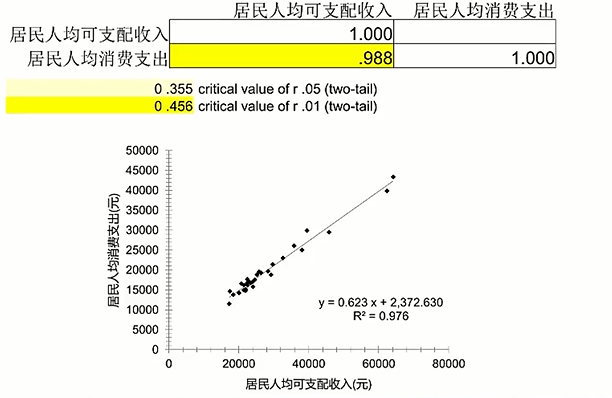 居民人均可支配收入 居民人均消费支出
居民人均可支配收入 1.000
居民人均消费支出 .988 1.000
0 .355 critical value of r .05 (two-tail)
0 .456 critical value of r .01 (two-tail)
50000
45000
40000
35000
30000
25000
20000
15000
10000
5000
0
居民人均消费支出(元)
y = 0.623 x + 2,372.630
R² = 0.976
0 20000 40000 60000 80000
居民人均可支配收入(元)